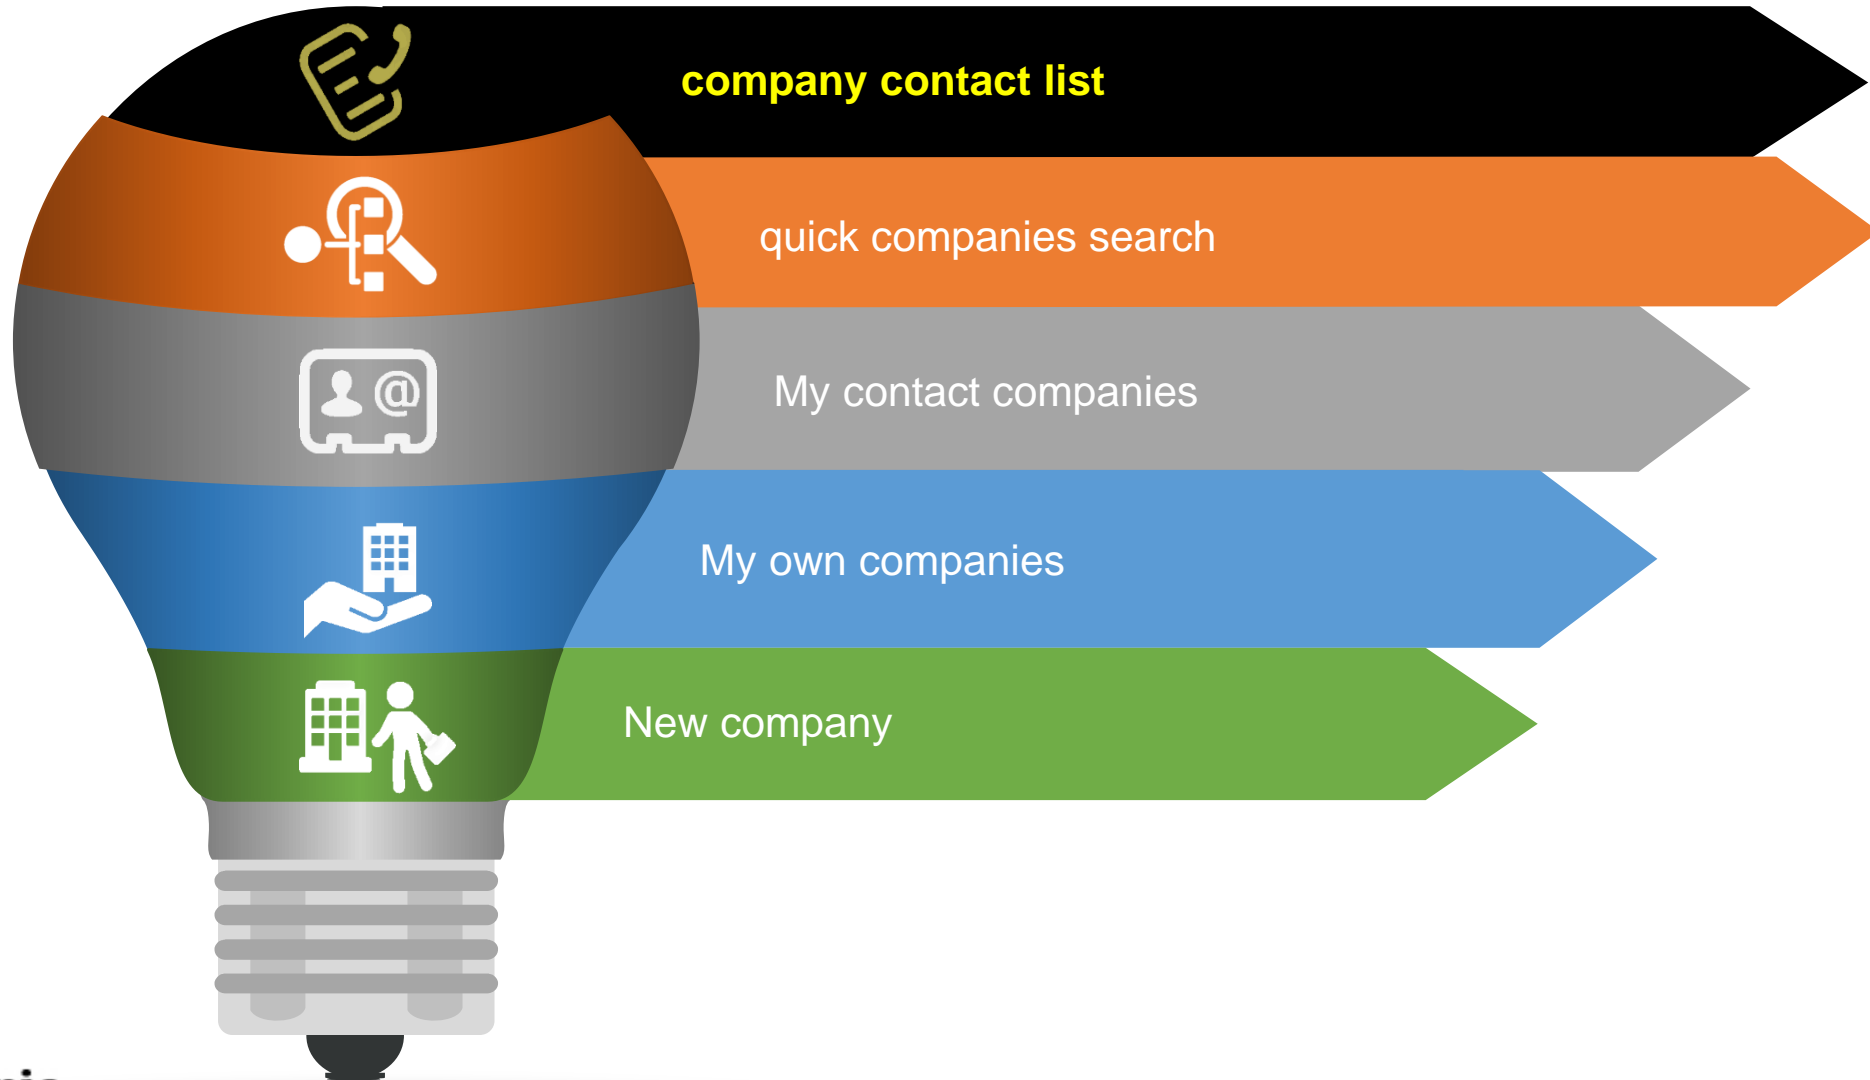 company contact list
quick companies search
@
My contact companies
My own companies
New company